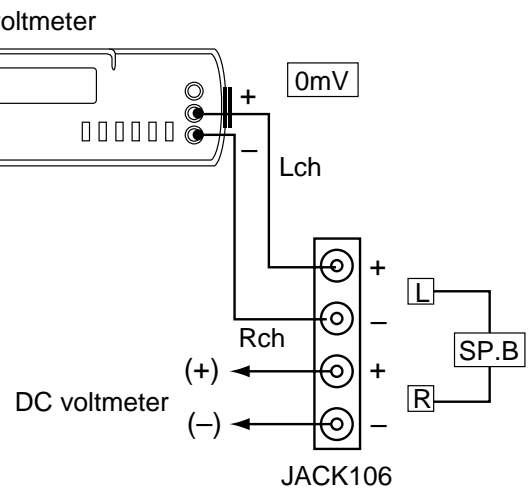 oltmeter
+
0mV
–
Lch
+
L
–
Rch
SP.B
(+)
+
DC voltmeter
R
(–)
–
JACK106